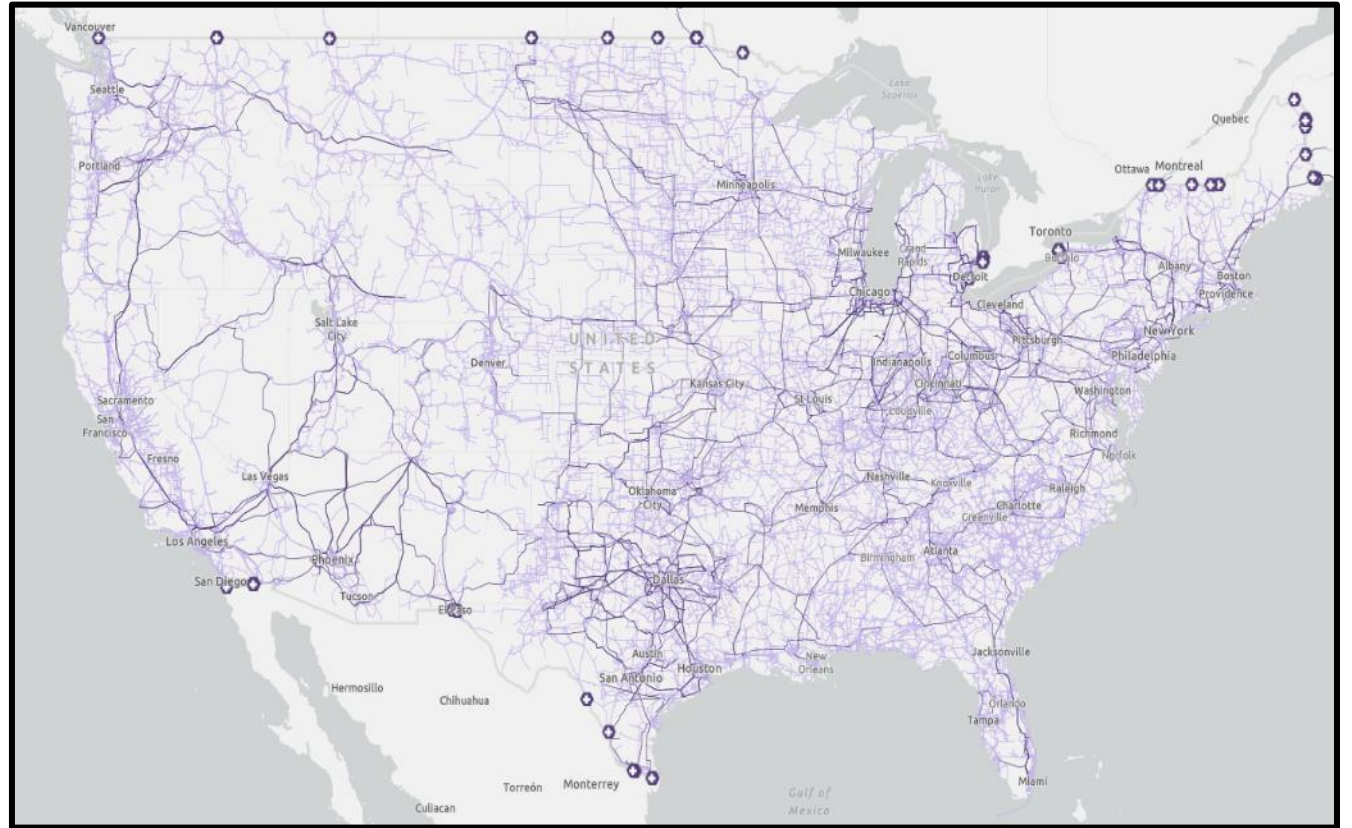 Vancouver
Seattle
Portland
Lake
Superior
Quebec
Ottawa Montreal
Minneapolis
Lake
Huron
Toronto
Buffalo
Milwaukee
Grand
Rapids
Detroit
Albany
Boston
Providence
Chicago
Cleveland
New York
Salt Lake
City
Denver
UNITED
STATES
Pittsburgh
Philadelphia
Indianapolis
Columbus
Cincinnati
Washington
Kansas City
St Louis
Louisville
Sacramento
San
Francisco
Richmond
Norfolk
Fresno
Las Vegas
Nashville
Knoxville
Raleigh
Oklahoma
City
Memphis
Charlotte
Greenville
Los Angeles
Phoenix
Birmingham
Atlanta
San Diego
Tucson
Dallas
El Paso
Austin
Houston
New
Orleans
Jacksonville
San Antonio
Hermosillo
Chihuahua
Orlando
Tampa
Torreón
Monterrey
Miami
Culiacan
Gulf of
Mexico